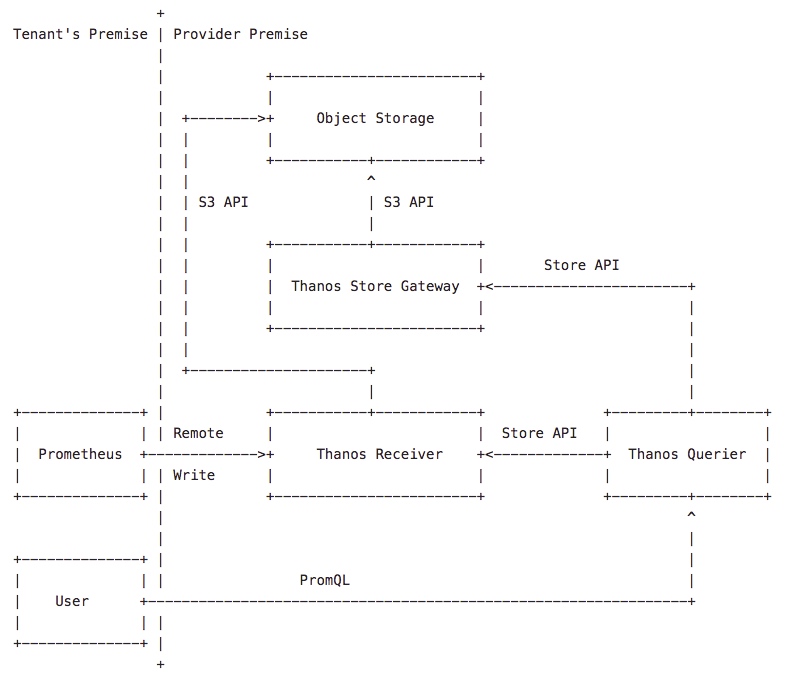 Tenant's Premise | Provider Premise
Object Storage
S3 API
S3 API
Store API
Thanos Store Gateway
Remote
Store API
Prometheus
Thanos Receiver
Thanos Querier
Write
PromQL
User